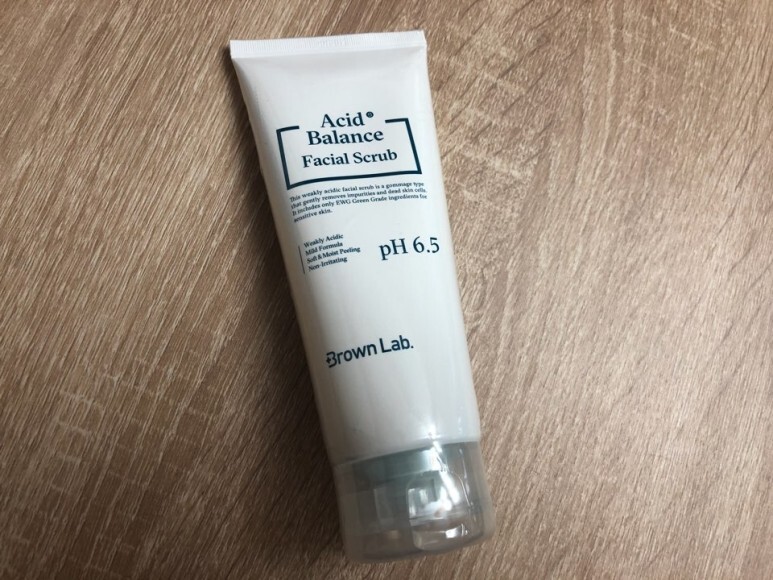 Acid®
Balance
Facial Scrub
This weakly acidic facial scrub is a gommage type
that gently removes impurities and dead skin cells.
It includes only EWG Green Grade ingredients for
sensitive skin.
Weakly Acidic
Mild Formula
Soft & Moist Peeling
Non-Irritating
pH 6.5
Brown Lab.